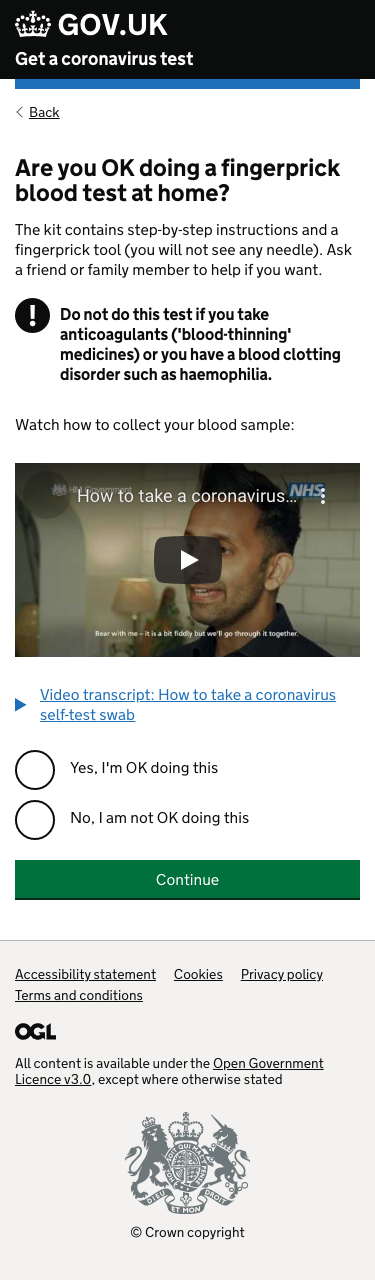 GOV.UK
Get a coronavirus test
Back
Are you OK doing a fingerprick
blood test at home?
The kit contains step-by-step instructions and a
fingerprick tool (you will not see any needle). Ask
a friend or family member to help if you want.
!
Do not do this test if you take
anticoagulants ('blood-thinning'
medicines) or you have a blood clotting
disorder such as haemophilia.
Watch how to collect your blood sample:
HM Government
NHS
How to take a coronavirus...
Bear with me – it is a bit fiddly but we'll go through it together.
Video transcript: How to take a coronavirus
self-test swab
Yes, I'm OK doing this
No, I am not OK doing this
Continue
Accessibility statement Cookies Privacy policy
Terms and conditions
OGL
All content is available under the Open Government
Licence v3.0, except where otherwise stated
DIEU ET MON DROIT
© Crown copyright